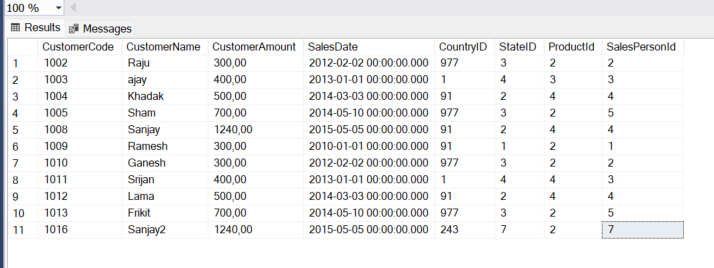 100 %
Results Messages
CustomerCode CustomerName CustomerAmount SalesDate CountryID StateID ProductId SalesPersonId
1 1002 Raju 300,00 2012-02-02 00:00:00.000 977 3 2 2
2 1003 ajay 400,00 2013-01-01 00:00:00.000 1 4 3 3
3 1004 Khadak 500,00 2014-03-03 00:00:00.000 91 2 4 4
4 1005 Sham 700,00 2014-05-10 00:00:00.000 977 3 2 5
5 1008 Sanjay 1240,00 2015-05-05 00:00:00.000 91 2 4 4
6 1009 Ramesh 300,00 2010-01-01 00:00:00.000 91 1 2 1
7 1010 Ganesh 300,00 2012-02-02 00:00:00.000 977 3 2 2
8 1011 Srijan 400,00 2013-01-01 00:00:00.000 1 4 4 3
9 1012 Lama 500,00 2014-03-03 00:00:00.000 91 2 4 4
10 1013 Frikit 700,00 2014-05-10 00:00:00.000 977 3 2 5
11 1016 Sanjay2 1240,00 2015-05-05 00:00:00.000 243 7 2 7